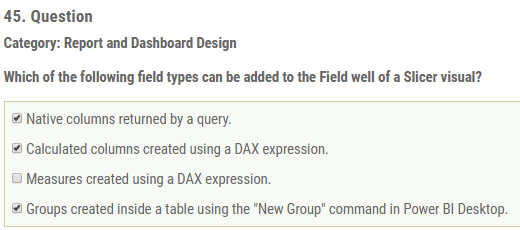 45. Question
Category: Report and Dashboard Design
Which of the following field types can be added to the Field well of a Slicer visual?
Native columns returned by a query.
Calculated columns created using a DAX expression.
Measures created using a DAX expression.
Groups created inside a table using the "New Group" command in Power BI Desktop.